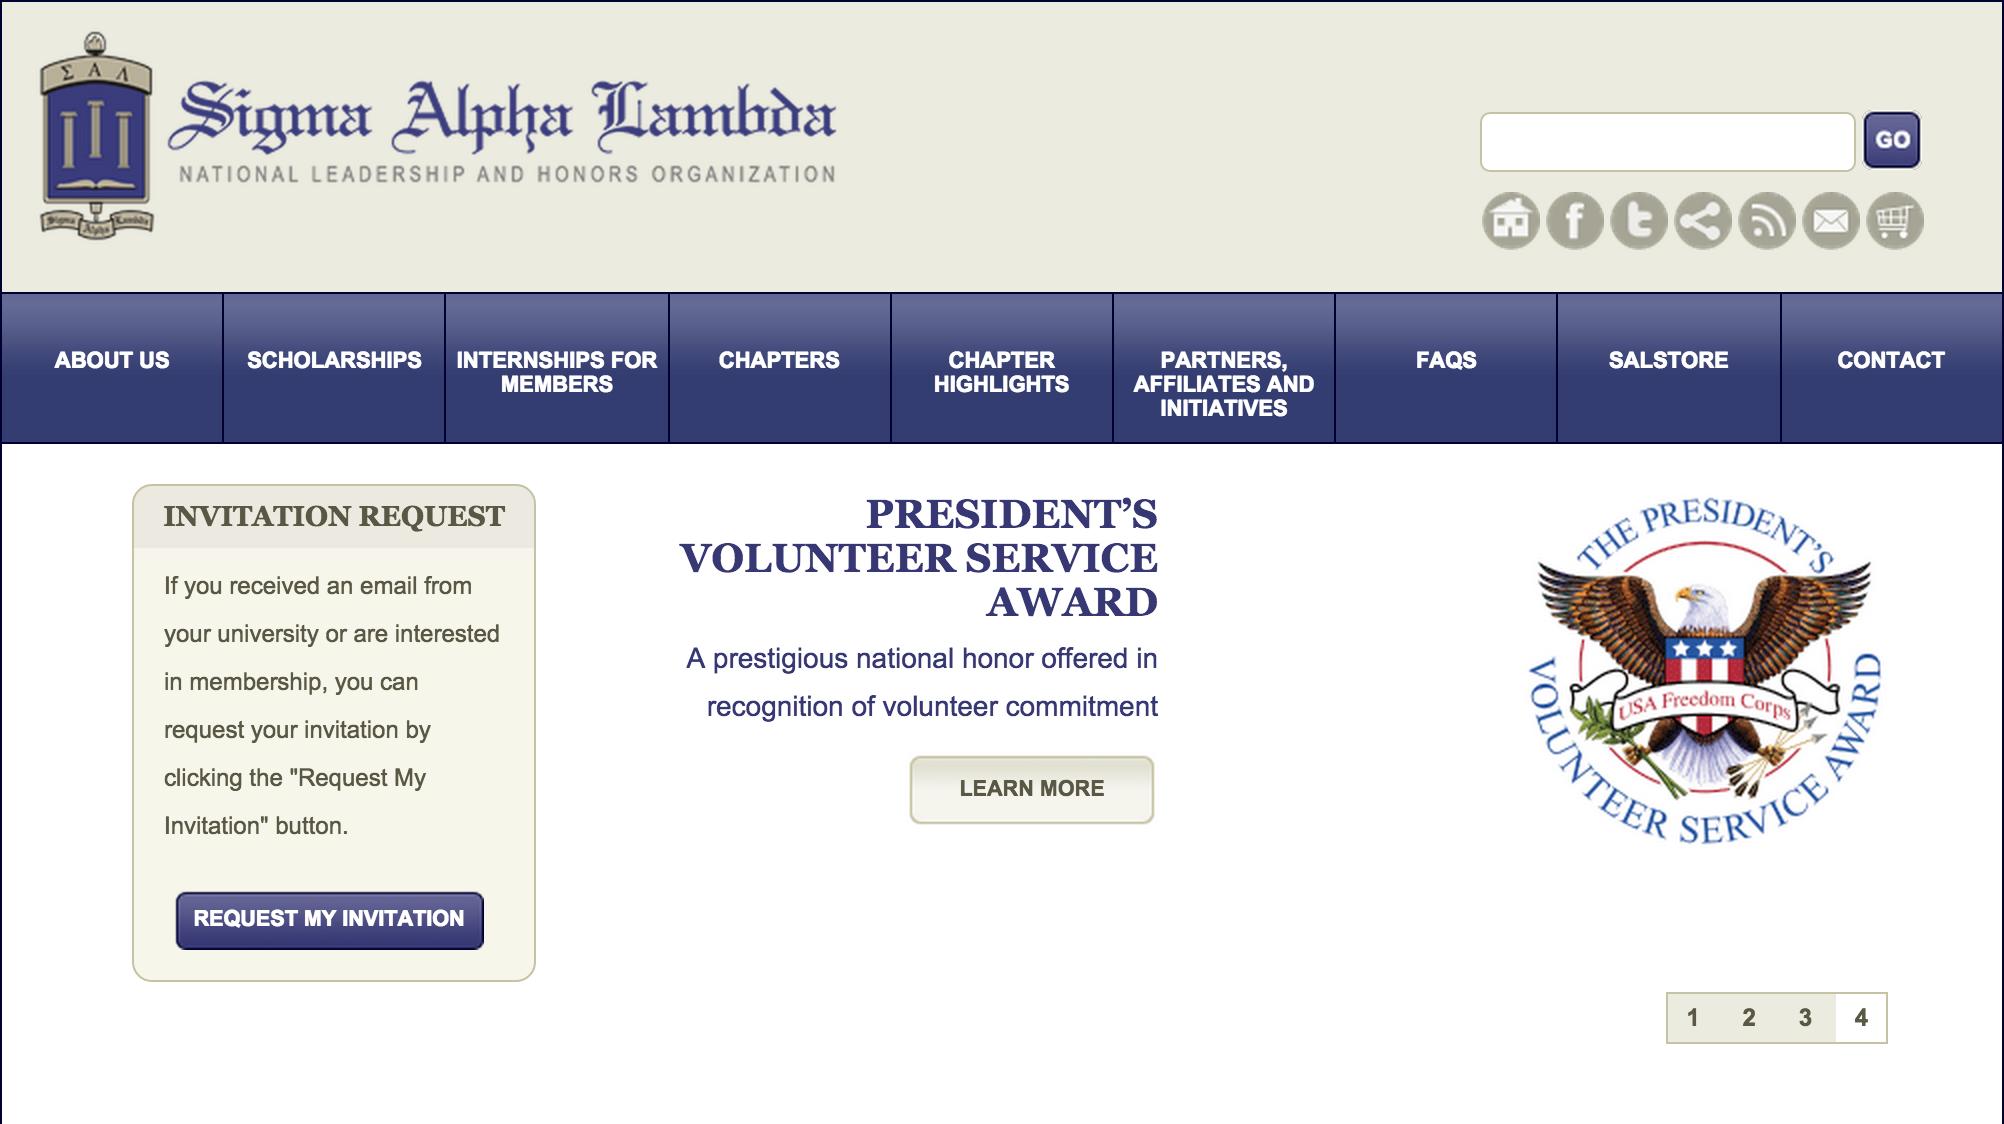 Σ Α Λ
Sigma Alpha Lambda
Sigma Alpha Lambda
NATIONAL LEADERSHIP AND HONORS ORGANIZATION
GO
f
t
ABOUT US
SCHOLARSHIPS
INTERNSHIPS FOR
MEMBERS
CHAPTERS
CHAPTER
HIGHLIGHTS
PARTNERS,
AFFILIATES AND
INITIATIVES
FAQS
SALSTORE
CONTACT
INVITATION REQUEST
If you received an email from
your university or are interested
in membership, you can
request your invitation by
clicking the "Request My
Invitation" button.
REQUEST MY INVITATION
PRESIDENT’S
VOLUNTEER SERVICE
AWARD
A prestigious national honor offered in
recognition of volunteer commitment
LEARN MORE
THE PRESIDENT'S
USA Freedom Corps
VOLUNTEER SERVICE AWARD
1 2 3 4